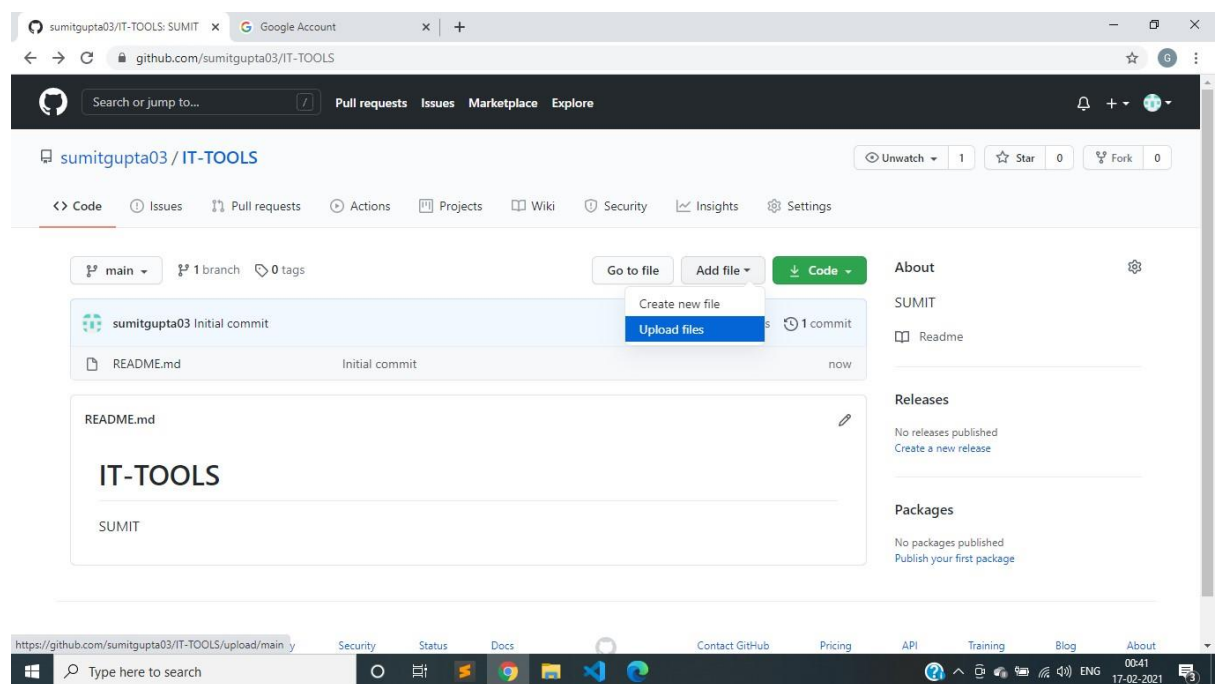 sumitgupta03/IT-TOOLS: SUMIT
Google Account
github.com/sumitgupta03/IT-TOOLS
G
Search or jump to...
/
Pull requests Issues Marketplace Explore
sumitgupta03 / IT-TOOLS
Unwatch 1 Star 0 Fork 0
<> Code Issues Pull requests Actions Projects Wiki Security Insights Settings
main 1 branch 0 tags Go to file Add file Code
Create new file
Upload files
sumitgupta03 Initial commit
1 commit
README.md Initial commit now
README.md
IT-TOOLS
SUMIT
About
SUMIT
Readme
Releases
No releases published
Create a new release
Packages
No packages published
Publish your first package
https://github.com/sumitgupta03/IT-TOOLS/upload/main
Security Status Docs Contact GitHub Pricing API Training Blog About
Type here to search
ENG
00:41
17-02-2021
3